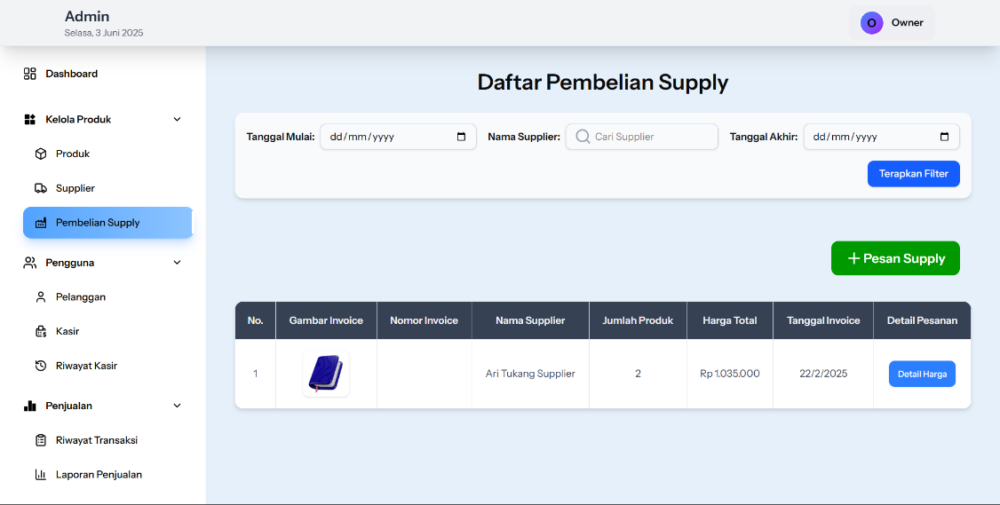 Admin
Selasa, 3 Juni 2025
O Owner
Dashboard
Kelola Produk
Produk
Supplier
Pembelian Supply
Pengguna
Pelanggan
Kasir
Riwayat Kasir
Penjualan
Riwayat Transaksi
Laporan Penjualan
Daftar Pembelian Supply
Tanggal Mulai: dd/mm/yyyy Nama Supplier: Cari Supplier Tanggal Akhir: dd/mm/yyyy
Terapkan Filter
+ Pesan Supply
No. Gambar Invoice Nomor Invoice Nama Supplier Jumlah Produk Harga Total Tanggal Invoice Detail Pesanan
1 Ari Tukang Supplier 2 Rp 1.035.000 22/2/2025 Detail Harga